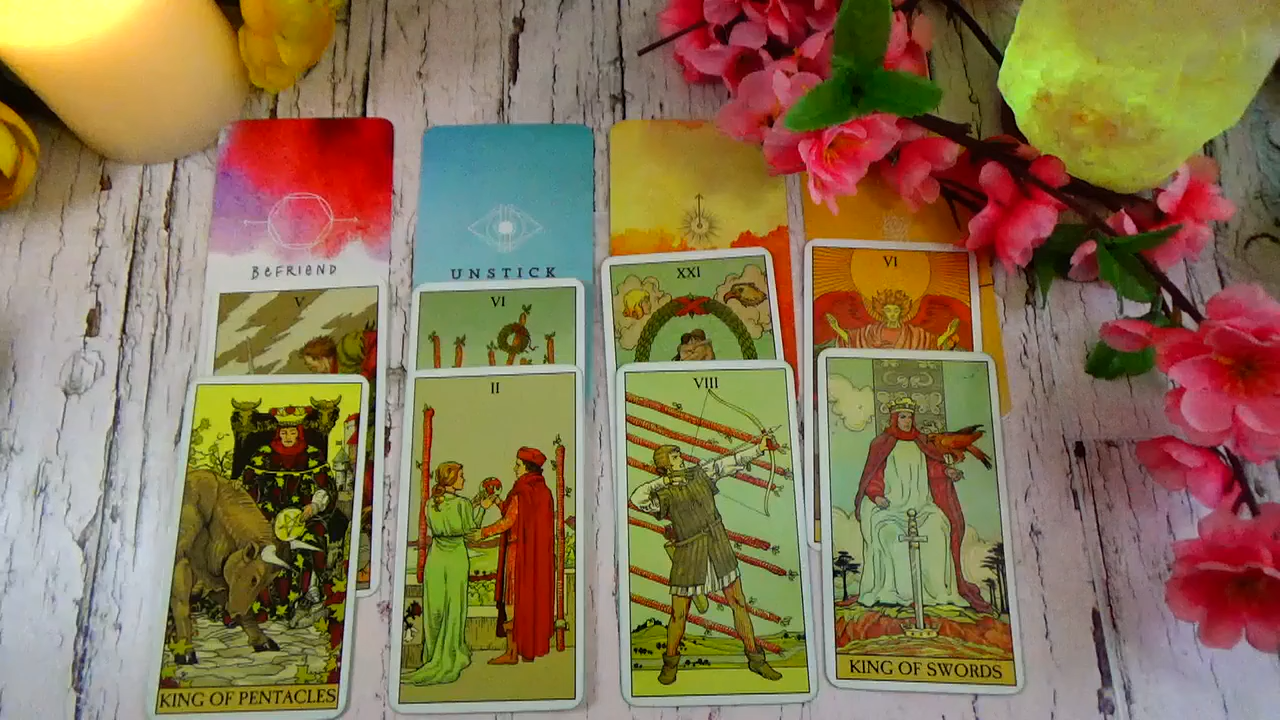 BEFRIEND
UNSTICK
V
VI
XXI
VI
KING OF PENTACLES
II
VIII
KING OF SWORDS